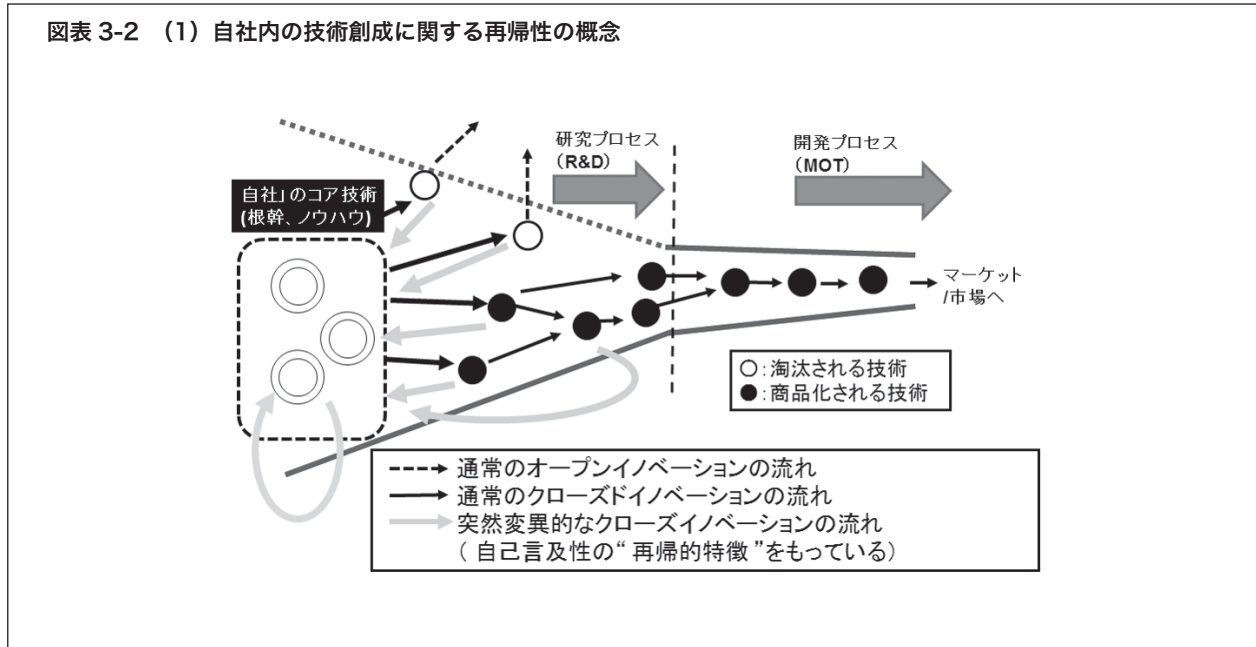 図表 3-2 （1）自社内の技術創成に関する再帰性の概念
研究プロセス
（R&D）
開発プロセス
（MOT）
自社」のコア技術
(根幹、ノウハウ)
マーケット
/市場へ
○：淘汰される技術
●：商品化される技術
通常のオープンイノベーションの流れ
通常のクローズドイノベーションの流れ
突然変異的なクローズイノベーションの流れ
（ 自己言及性の“ 再帰的特徴 ”をもっている）